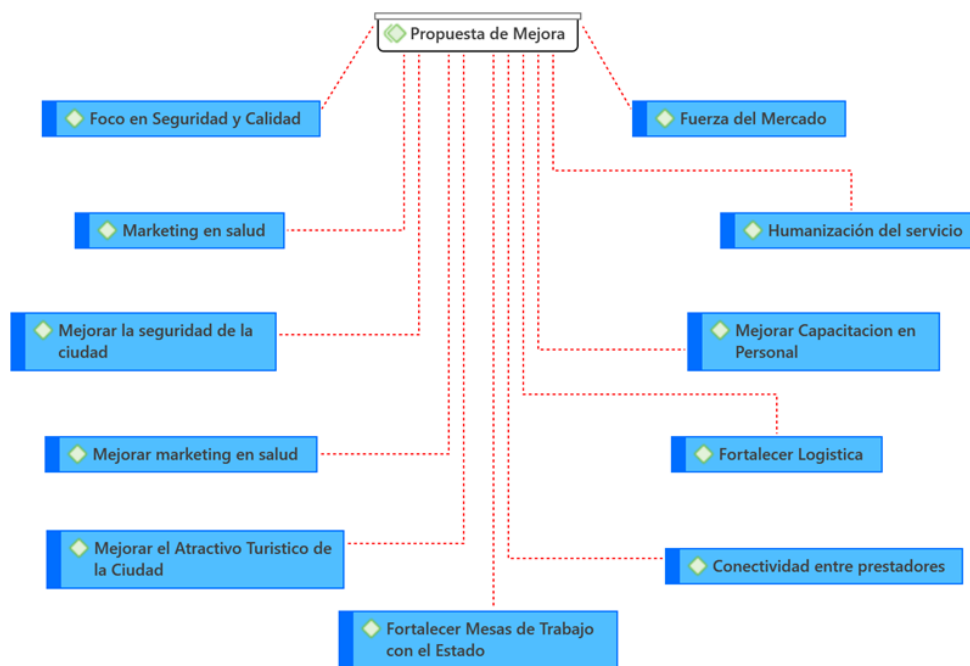 Propuesta de Mejora
Foco en Seguridad y Calidad
Fuerza del Mercado
Marketing en salud
Humanización del servicio
Mejorar la seguridad de la
ciudad
Mejorar Capacitacion en
Personal
Mejorar marketing en salud
Fortalecer Logistica
Mejorar el Atractivo Turistico de
la Ciudad
Conectividad entre prestadores
Fortalecer Mesas de Trabajo
con el Estado